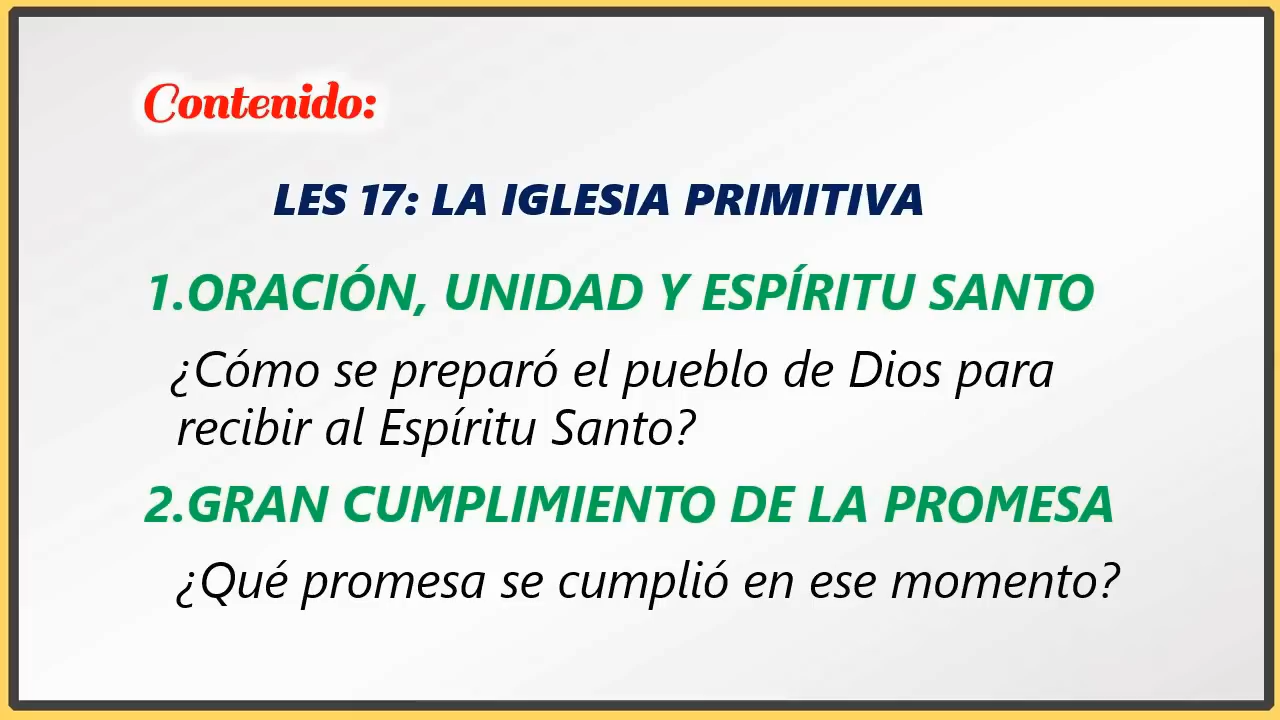 Contenido:
LES 17: LA IGLESIA PRIMITIVA
1.ORACIÓN, UNIDAD Y ESPÍRITU SANTO
¿Cómo se preparó el pueblo de Dios para
recibir al Espíritu Santo?
2.GRAN CUMPLIMIENTO DE LA PROMESA
¿Qué promesa se cumplió en ese momento?